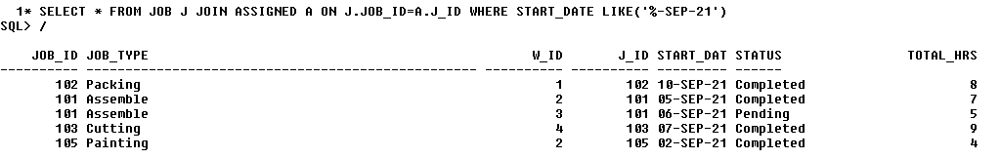 1* SELECT * FROM JOB J JOIN ASSIGNED A ON J.JOB_ID=A.J_ID WHERE START_DATE LIKE('%-SEP-21')
SQL> /
JOB_ID JOB_TYPE W_ID J_ID START_DAT STATUS TOTAL_HRS
---------- -------------------------------------------------- ---------- ---------- --------- ------ ----------
102 Packing 1 102 10-SEP-21 Completed 8
101 Assemble 2 101 05-SEP-21 Completed 7
101 Assemble 3 101 06-SEP-21 Pending 5
103 Cutting 4 103 07-SEP-21 Completed 9
105 Painting 2 105 02-SEP-21 Completed 4